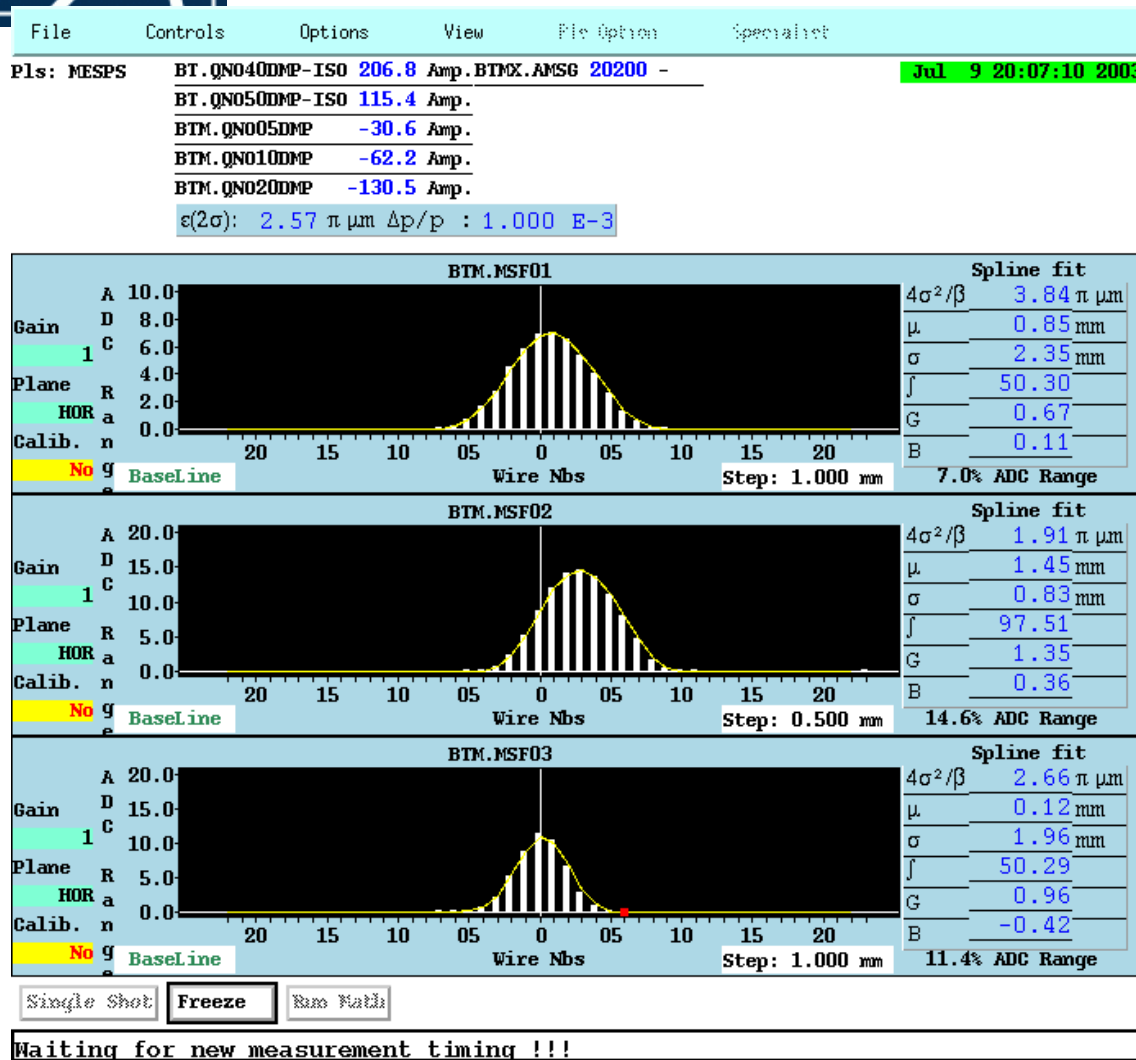 File Controls Options View Pls Option Specialist
Pls: MESPS BT.QNO40DMP-ISO 206.8 Amp. BTMX.AMSG 20200 - Jul 9 20:07:10 2003
BT.QNO50DMP-ISO 115.4 Amp.
BTM.QNO05DMP -30.6 Amp.
BTM.QNO10DMP -62.2 Amp.
BTM.QNO20DMP -130.5 Amp.
ε(2σ): 2.57 π µm Δp/p : 1.000 E-3
BTM.MSF01 Spline fit
ADC Range
10.0
8.0
6.0
4.0
2.0
0.0
Gain
1
Plane
HOR
Calib.
No
20 15 10 05 0 05 10 15 20
BaseLine Wire Nbs Step: 1.000 mm
4σ²/β 3.84 π µm
µ 0.85 mm
σ 2.35 mm
∫ 50.30
G 0.67
B 0.11
7.0% ADC Range
BTM.MSF02 Spline fit
ADC Range
20.0
15.0
10.0
5.0
0.0
Gain
1
Plane
HOR
Calib.
No
20 15 10 05 0 05 10 15 20
BaseLine Wire Nbs Step: 0.500 mm
4σ²/β 1.91 π µm
µ 1.45 mm
σ 0.83 mm
∫ 97.51
G 1.35
B 0.36
14.6% ADC Range
BTM.MSF03 Spline fit
ADC Range
20.0
15.0
10.0
5.0
0.0
Gain
1
Plane
HOR
Calib.
No
20 15 10 05 0 05 10 15 20
BaseLine Wire Nbs Step: 1.000 mm
4σ²/β 2.66 π µm
µ 0.12 mm
σ 1.96 mm
∫ 50.29
G 0.96
B -0.42
11.4% ADC Range
Single Shot Freeze Run Math
Waiting for new measurement timing !!!